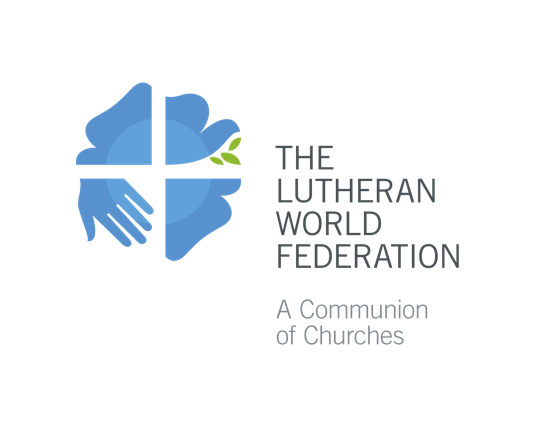 THE
LUTHERAN
WORLD
FEDERATION
A Communion
of Churches